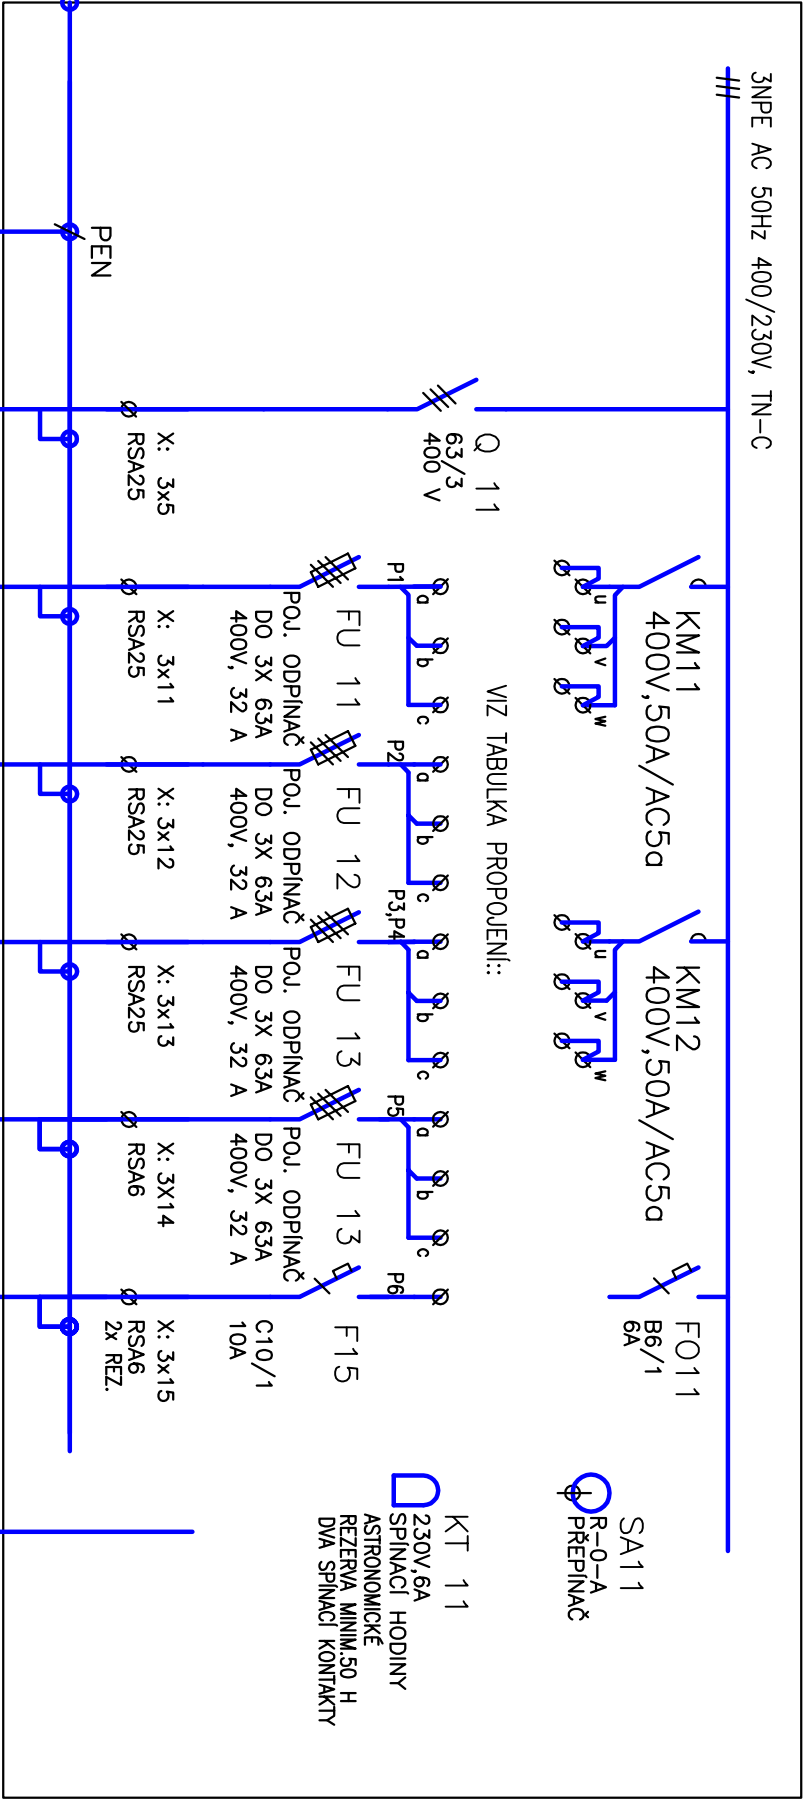 3NPE AC 50Hz 400/230V, TN-C
KM11
400V,50A/AC5a
u
v
w
KM12
400V,50A/AC5a
u
v
w
FO11
B6/1
6A
SA11
R-0-A
PŘEPÍNAČ
Q 11
63/3
400 V
VIZ TABULKA PROPOJENÍ::
P1
a
b
c
P2
a
b
c
P3,P4
a
b
c
P5
a
b
c
P6
KT 11
230V,6A
SPÍNACÍ HODINY
ASTRONOMICKÉ
REZERVA MINIM.50 H
DVA SPÍNACÍ KONTAKTY
FU 11
POJ. ODPÍNAČ
DO 3X 63A
400V, 32 A
FU 12
POJ. ODPÍNAČ
DO 3X 63A
400V, 32 A
FU 13
POJ. ODPÍNAČ
DO 3X 63A
400V, 32 A
FU 13
POJ. ODPÍNAČ
DO 3X 63A
400V, 32 A
F15
C10/1
10A
PEN
X: 3x5
RSA25
X: 3x11
RSA25
X: 3x12
RSA25
X: 3x13
RSA25
X: 3X14
RSA6
X: 3x15
RSA6
2x REZ.